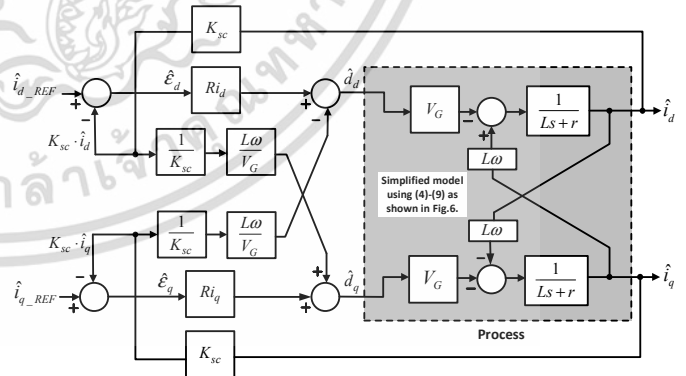 K_sc
î_d_REF
+
−
ε̂_d
Ri_d
+
−
d̂_d
V_G
−
+
1/(Ls+r)
î_d
K_sc · î_d
1/K_sc
Lω/V_G
Lω
Simplified model
using (4)-(9) as
shown in Fig.6.
K_sc · î_q
1/K_sc
Lω/V_G
Lω
−
+
î_q_REF
ε̂_q
Ri_q
+
+
d̂_q
V_G
−
−
1/(Ls+r)
î_q
Process
K_sc